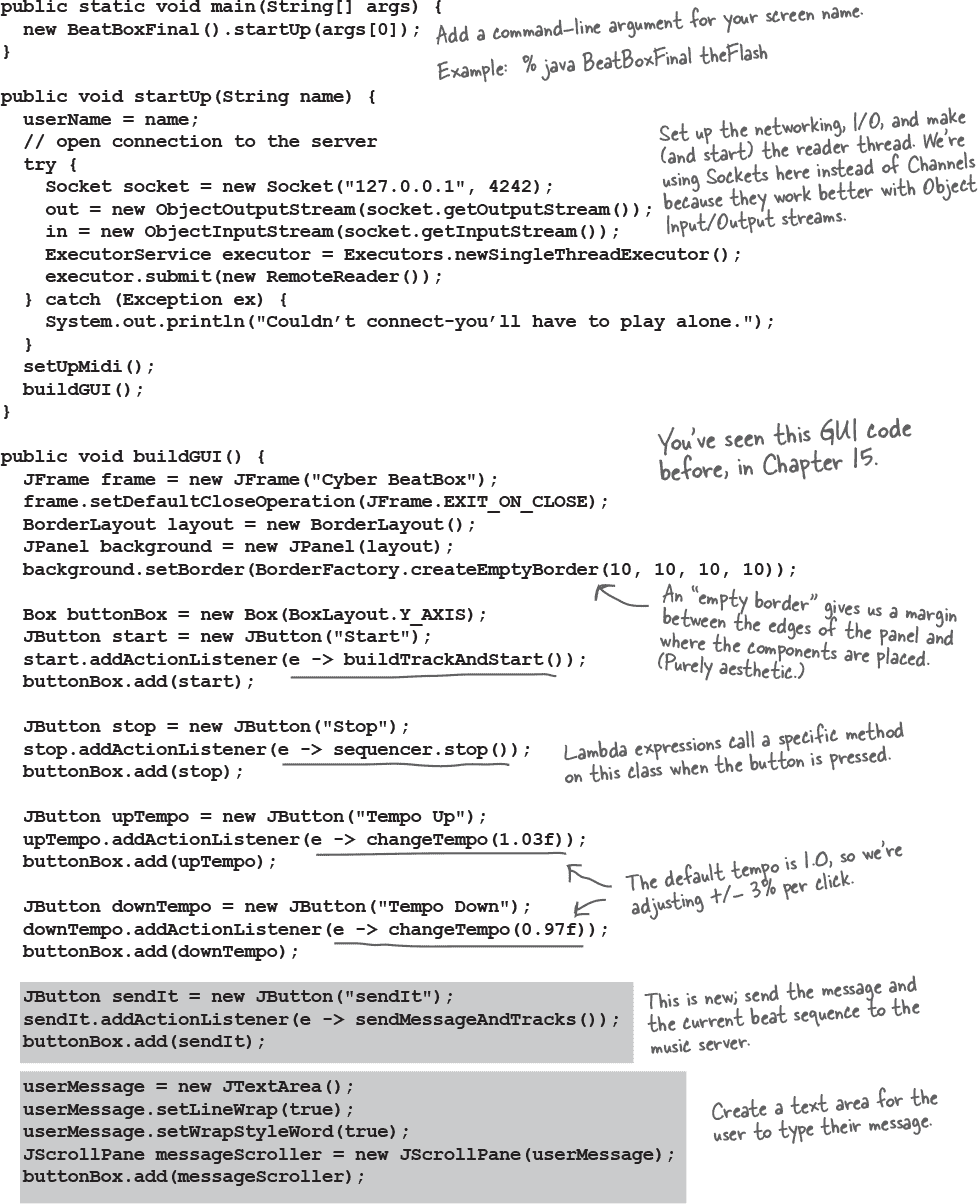 public static void main(String[] args) {
new BeatBoxFinal().startUp(args[0]);
}
Add a command-line argument for your screen name.
Example: % java BeatBoxFinal theFlash
public void startUp(String name) {
userName = name;
// open connection to the server
try {
Socket socket = new Socket("127.0.0.1", 4242);
out = new ObjectOutputStream(socket.getOutputStream());
in = new ObjectInputStream(socket.getInputStream());
ExecutorService executor = Executors.newSingleThreadExecutor();
executor.submit(new RemoteReader());
} catch (Exception ex) {
System.out.println("Couldn’t connect-you’ll have to play alone.");
}
setUpMidi();
buildGUI();
}
Set up the networking, I/O, and make
(and start) the reader thread. We're
using Sockets here instead of Channels
because they work better with Object
Input/Output streams.
public void buildGUI() {
JFrame frame = new JFrame("Cyber BeatBox");
frame.setDefaultCloseOperation(JFrame.EXIT_ON_CLOSE);
BorderLayout layout = new BorderLayout();
JPanel background = new JPanel(layout);
background.setBorder(BorderFactory.createEmptyBorder(10, 10, 10, 10));
You've seen this GUI code
before, in Chapter 15.
An "empty border" gives us a margin
between the edges of the panel and
where the components are placed.
(Purely aesthetic.)
Box buttonBox = new Box(BoxLayout.Y_AXIS);
JButton start = new JButton("Start");
start.addActionListener(e -> buildTrackAndStart());
buttonBox.add(start);
JButton stop = new JButton("Stop");
stop.addActionListener(e -> sequencer.stop());
buttonBox.add(stop);
Lambda expressions call a specific method
on this class when the button is pressed.
JButton upTempo = new JButton("Tempo Up");
upTempo.addActionListener(e -> changeTempo(1.03f));
buttonBox.add(upTempo);
The default tempo is 1.0, so we're
adjusting +/- 3% per click.
JButton downTempo = new JButton("Tempo Down");
downTempo.addActionListener(e -> changeTempo(0.97f));
buttonBox.add(downTempo);
JButton sendIt = new JButton("sendIt");
sendIt.addActionListener(e -> sendMessageAndTracks());
buttonBox.add(sendIt);
This is new; send the message and
the current beat sequence to the
music server.
userMessage = new JTextArea();
userMessage.setLineWrap(true);
userMessage.setWrapStyleWord(true);
JScrollPane messageScroller = new JScrollPane(userMessage);
buttonBox.add(messageScroller);
Create a text area for the
user to type their message.